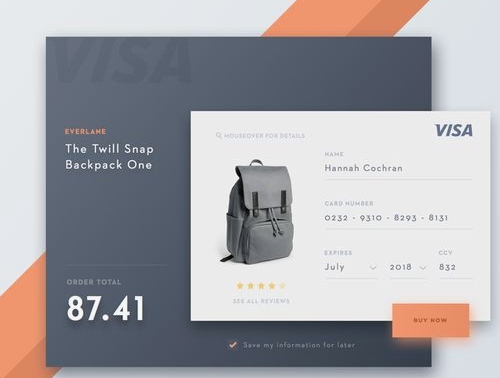 VISA
EVERLANE
The Twill Snap
Backpack One
ORDER TOTAL
87.41
MOUSEOVER FOR DETAILS
SEE ALL REVIEWS
VISA
NAME
Hannah Cochran
CARD NUMBER
0232 - 9310 - 8293 - 8131
EXPIRES
CCV
July
2018
832
BUY NOW
Save my information for later